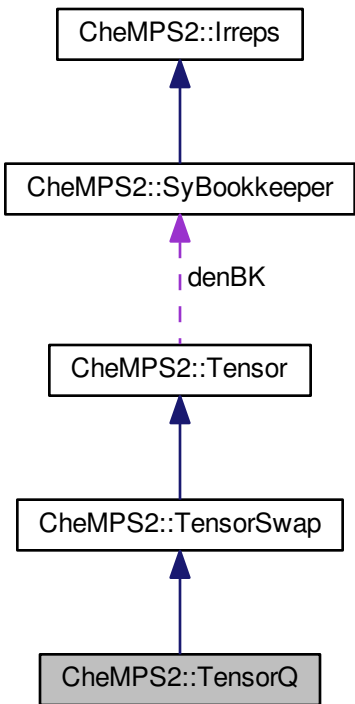 CheMPS2::Irreps
CheMPS2::SyBookkeeper
denBK
CheMPS2::Tensor
CheMPS2::TensorSwap
CheMPS2::TensorQ